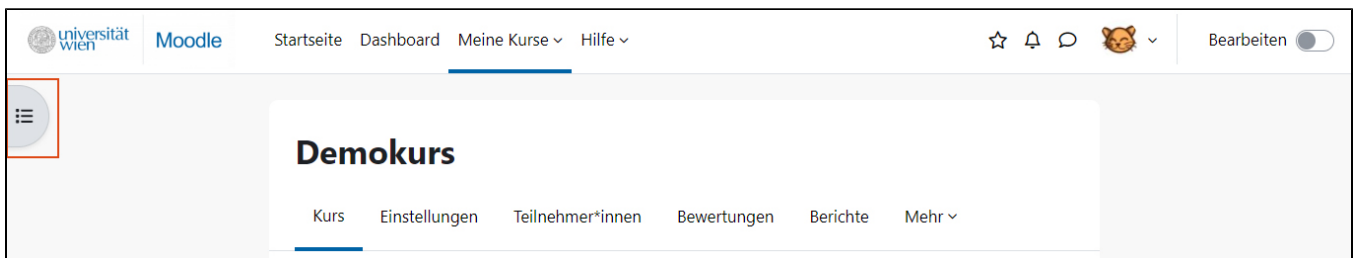 universität
wien
Moodle
Startseite Dashboard Meine Kurse Hilfe
Bearbeiten
Demokurs
Kurs Einstellungen Teilnehmer*innen Bewertungen Berichte Mehr